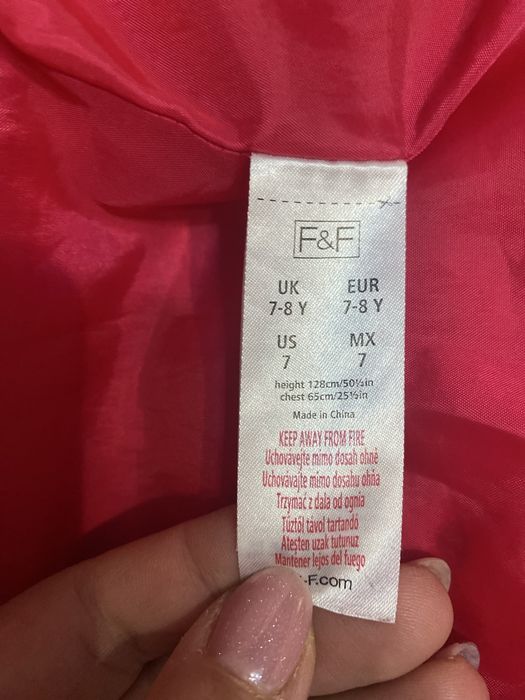 F&F
UK EUR
7-8 Y 7-8 Y
US MX
7 7
height 128cm/50½in
chest 65cm/25½in
Made in China
KEEP AWAY FROM FIRE
Uchovávejte mimo dosah ohně
Uchovávajte mimo dosahu ohňa
Trzymać z dala od ognia
Tűztől távol tartandó
Ateşten uzak tutunuz
Mantener lejos del fuego
-F.com